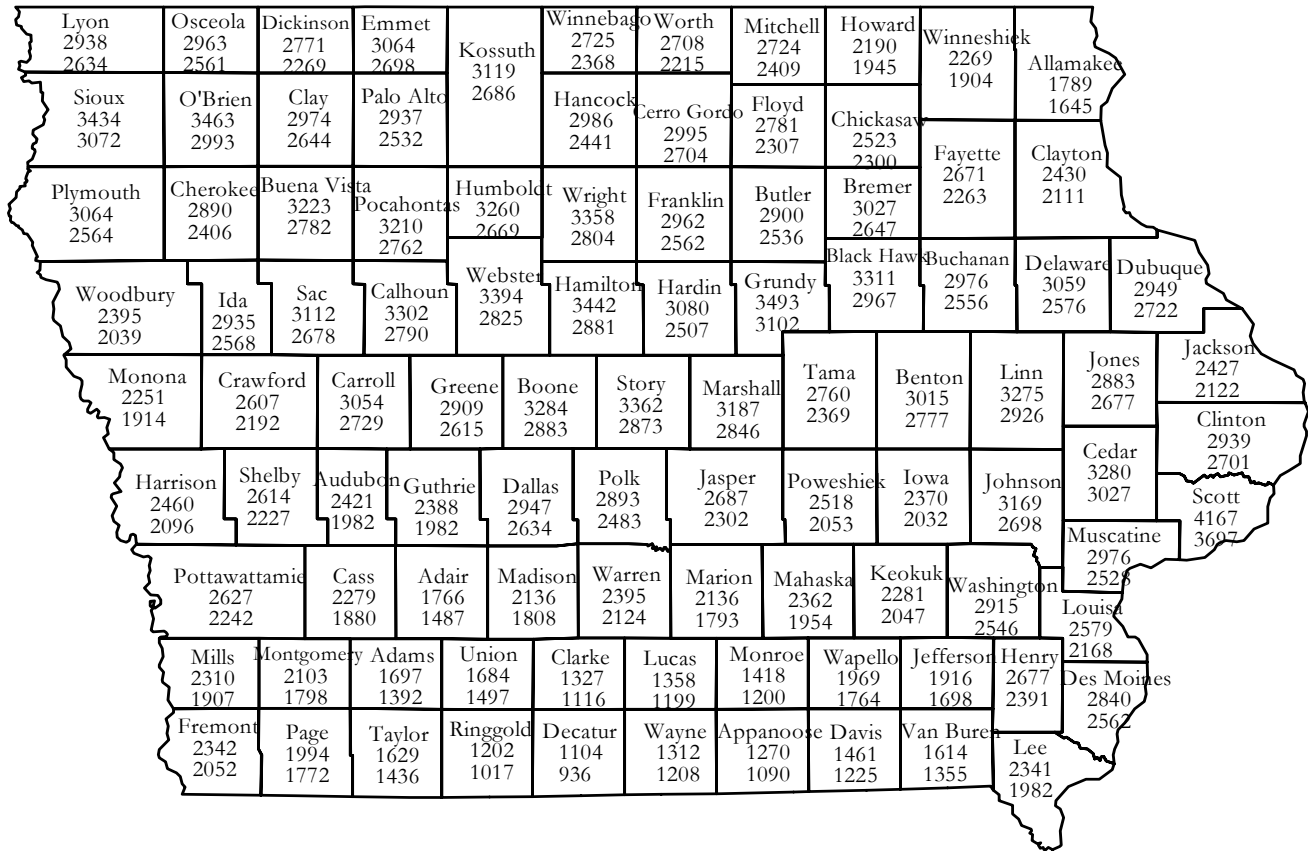 Lyon
2938
2634
Osceola
2963
2561
Dickinson
2771
2269
Emmet
3064
2698
Kossuth
3119
2686
Winnebago
2725
2368
Worth
2708
2215
Mitchell
2724
2409
Howard
2190
1945
Winneshiek
2269
1904
Allamakee
1789
1645
Sioux
3434
3072
O'Brien
3463
2993
Clay
2974
2644
Palo Alto
2937
2532
Hancock
2986
2441
Cerro Gordo
2995
2704
Floyd
2781
2307
Chickasaw
2523
2300
Fayette
2671
2263
Clayton
2430
2111
Plymouth
3064
2564
Cherokee
2890
2406
Buena Vista
3223
2782
Pocahontas
3210
2762
Humboldt
3260
2669
Wright
3358
2804
Franklin
2962
2562
Butler
2900
2536
Bremer
3027
2647
Woodbury
2395
2039
Ida
2935
2568
Sac
3112
2678
Calhoun
3302
2790
Webster
3394
2825
Hamilton
3442
2881
Hardin
3080
2507
Grundy
3493
3102
Black Hawk
3311
2967
Buchanan
2976
2556
Delaware
3059
2576
Dubuque
2949
2722
Monona
2251
1914
Crawford
2607
2192
Carroll
3054
2729
Greene
2909
2615
Boone
3284
2883
Story
3362
2873
Marshall
3187
2846
Tama
2760
2369
Benton
3015
2777
Linn
3275
2926
Jones
2883
2677
Jackson
2427
2122
Clinton
2939
2701
Harrison
2460
2096
Shelby
2614
2227
Audubon
2421
1982
Guthrie
2388
1982
Dallas
2947
2634
Polk
2893
2483
Jasper
2687
2302
Poweshiek
2518
2053
Iowa
2370
2032
Johnson
3169
2698
Cedar
3280
3027
Scott
4167
3697
Muscatine
2976
2528
Pottawattamie
2627
2242
Cass
2279
1880
Adair
1766
1487
Madison
2136
1808
Warren
2395
2124
Marion
2136
1793
Mahaska
2362
1954
Keokuk
2281
2047
Washington
2915
2546
Louisa
2579
2168
Mills
2310
1907
Montgomery
2103
1798
Adams
1697
1392
Union
1684
1497
Clarke
1327
1116
Lucas
1358
1199
Monroe
1418
1200
Wapello
1969
1764
Jefferson
1916
1698
Henry
2677
2391
Des Moines
2840
2562
Fremont
2342
2052
Page
1994
1772
Taylor
1629
1436
Ringgold
1202
1017
Decatur
1104
936
Wayne
1312
1208
Appanoose
1270
1090
Davis
1461
1225
Van Buren
1614
1355
Lee
2341
1982